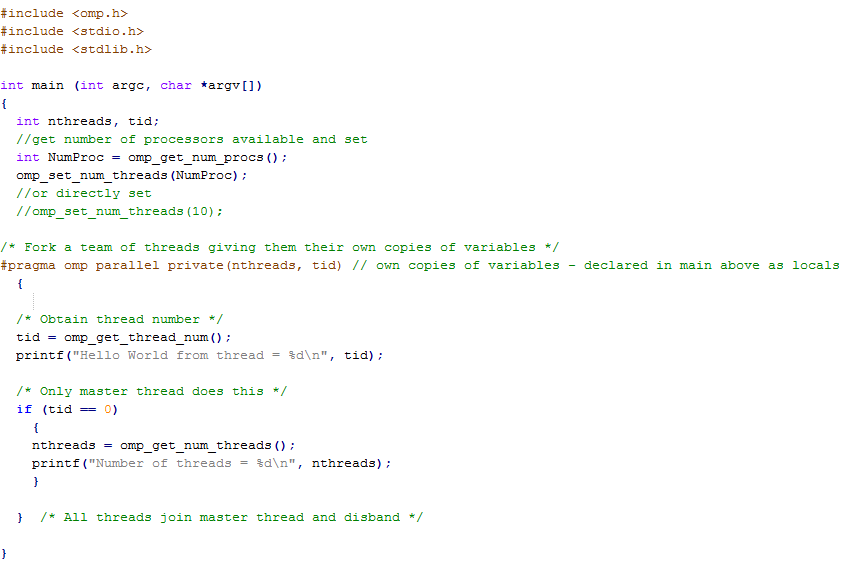 #include <omp.h>
#include <stdio.h>
#include <stdlib.h>

int main (int argc, char *argv[])
{
  int nthreads, tid;
  //get number of processors available and set
  int NumProc = omp_get_num_procs();
  omp_set_num_threads(NumProc);
  //or directly set
  //omp_set_num_threads(10);

/* Fork a team of threads giving them their own copies of variables */
#pragma omp parallel private(nthreads, tid) // own copies of variables - declared in main above as locals
  {

  /* Obtain thread number */
  tid = omp_get_thread_num();
  printf("Hello World from thread = %d\n", tid);

  /* Only master thread does this */
  if (tid == 0)
    {
    nthreads = omp_get_num_threads();
    printf("Number of threads = %d\n", nthreads);
    }

  }  /* All threads join master thread and disband */

}